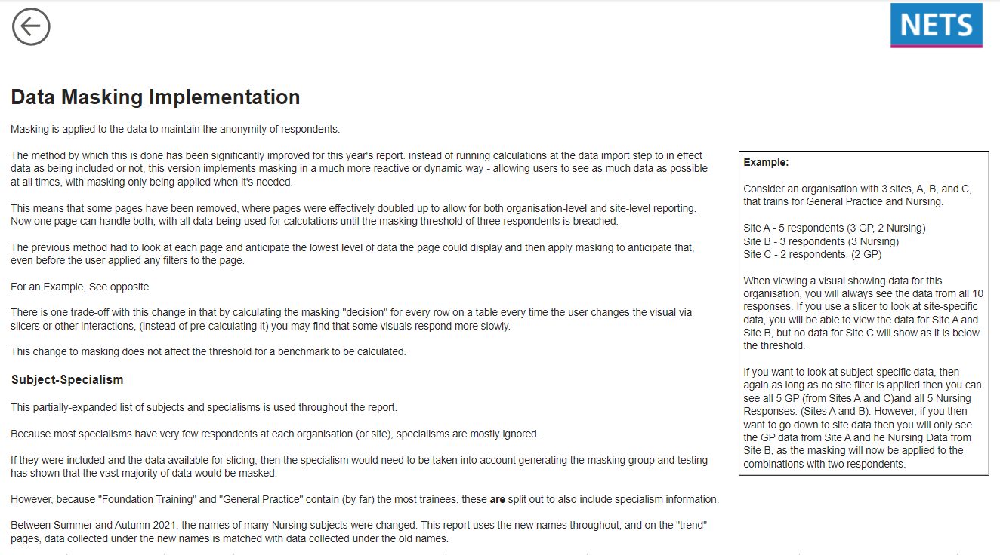 NETS
Data Masking Implementation
Masking is applied to the data to maintain the anonymity of respondents.
The method by which this is done has been significantly improved for this year's report. instead of running calculations at the data import step to in effect
data as being included or not, this version implements masking in a much more reactive or dynamic way - allowing users to see as much data as possible
at all times, with masking only being applied when it's needed.
This means that some pages have been removed, where pages were effectively doubled up to allow for both organisation-level and site-level reporting.
Now one page can handle both, with all data being used for calculations until the masking threshold of three respondents is breached.
The previous method had to look at each page and anticipate the lowest level of data the page could display and then apply masking to anticipate that,
even before the user applied any filters to the page.
For an Example, See opposite.
There is one trade-off with this change in that by calculating the masking "decision" for every row on a table every time the user changes the visual via
slicers or other interactions, (instead of pre-calculating it) you may find that some visuals respond more slowly.
This change to masking does not affect the threshold for a benchmark to be calculated.
Subject-Specialism
This partially-expanded list of subjects and specialisms is used throughout the report.
Because most specialisms have very few respondents at each organisation (or site), specialisms are mostly ignored.
If they were included and the data available for slicing, then the specialism would need to be taken into account generating the masking group and testing
has shown that the vast majority of data would be masked.
However, because "Foundation Training" and "General Practice" contain (by far) the most trainees, these are split out to also include specialism information.
Between Summer and Autumn 2021, the names of many Nursing subjects were changed. This report uses the new names throughout, and on the "trend"
pages, data collected under the new names is matched with data collected under the old names.
Example:
Consider an organisation with 3 sites, A, B, and C,
that trains for General Practice and Nursing.
Site A - 5 respondents (3 GP, 2 Nursing)
Site B - 3 respondents (3 Nursing)
Site C - 2 respondents. (2 GP)
When viewing a visual showing data for this
organisation, you will always see the data from all 10
responses. If you use a slicer to look at site-specific
data, you will be able to view the data for Site A and
Site B, but no data for Site C will show as it is below
the threshold.
If you want to look at subject-specific data, then
again as long as no site filter is applied then you can
see all 5 GP (from Sites A and C)and all 5 Nursing
Responses. (Sites A and B). However, if you then
want to go down to site data then you will only see
the GP data from Site A and he Nursing Data from
Site B, as the masking will now be applied to the
combinations with two respondents.